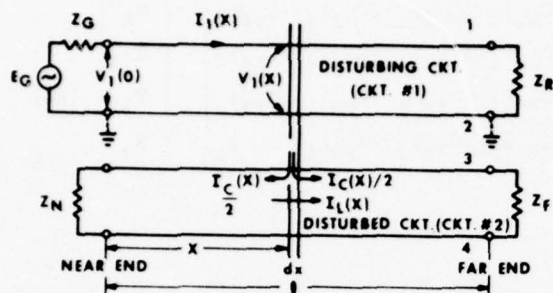 Z_G I_1(X) 1
E_G V_1(0) V_1(X) DISTURBING CKT. Z_R
(CKT. #1)
2
3
I_C(X) I_C(X)/2
2 I_L(X)
Z_N DISTURBED CKT.(CKT. #2) Z_F
X 4
NEAR END dx FAR END